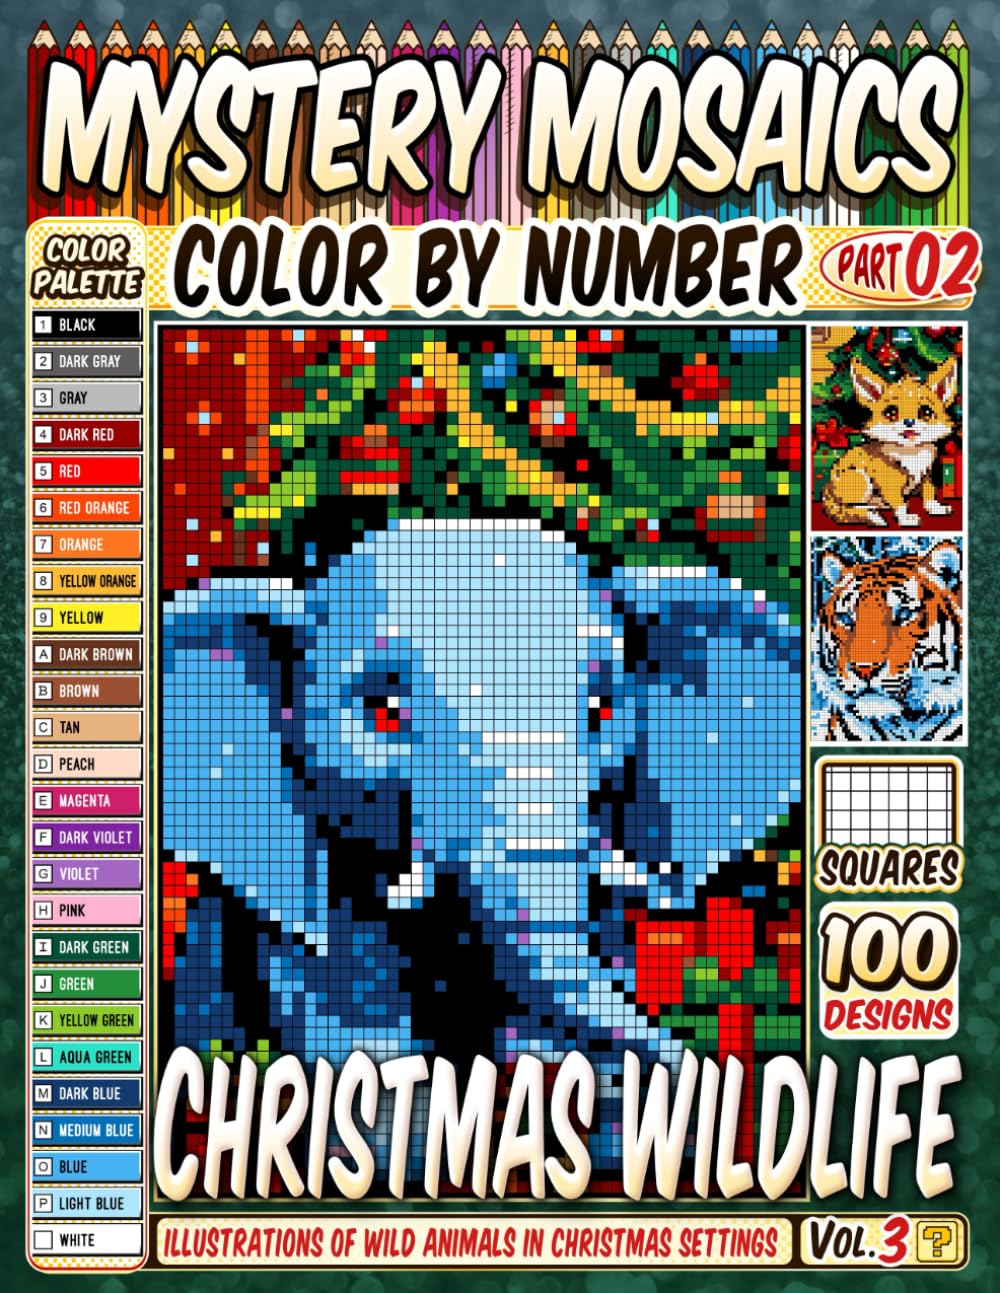 MYSTERY MOSAICS
COLOR BY NUMBER
PART 02
COLOR
PALETTE
1 BLACK
2 DARK GRAY
3 GRAY
4 DARK RED
5 RED
6 RED ORANGE
7 ORANGE
8 YELLOW ORANGE
9 YELLOW
A DARK BROWN
B BROWN
C TAN
D PEACH
E MAGENTA
F DARK VIOLET
G VIOLET
H PINK
I DARK GREEN
J GREEN
K YELLOW GREEN
L AQUA GREEN
M DARK BLUE
N MEDIUM BLUE
O BLUE
P LIGHT BLUE
WHITE
SQUARES
100
DESIGNS
CHRISTMAS WILDLIFE
ILLUSTRATIONS OF WILD ANIMALS IN CHRISTMAS SETTINGS
VOL.3 ?